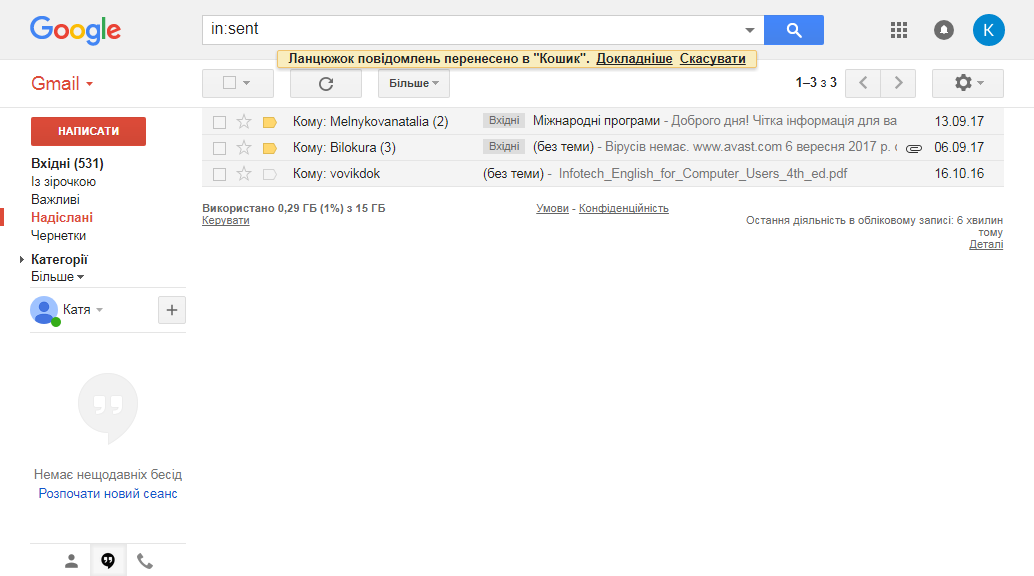 Google
in:sent
Ланцюжок повідомлень перенесено в "Кошик". Докладніше Скасувати
K
Gmail
Більше
1–3 з 3
НАПИСАТИ
Вхідні (531)
Із зірочкою
Важливі
Надіслані
Чернетки
Категорії
Більше
Катя
Немає нещодавніх бесід
Розпочати новий сеанс
Кому: Melnykovanatalia (2) Вхідні Міжнародні програми - Доброго дня! Чітка інформація для ва 13.09.17
Кому: Bilokura (3) Вхідні (без теми) - Вірусів немає. www.avast.com 6 вересня 2017 р. 06.09.17
Кому: vovikdok (без теми) - Infotech_English_for_Computer_Users_4th_ed.pdf 16.10.16
Використано 0,29 ГБ (1%) з 15 ГБ
Керувати
Умови - Конфіденційність
Остання діяльність в обліковому записі: 6 хвилин
тому
Деталі